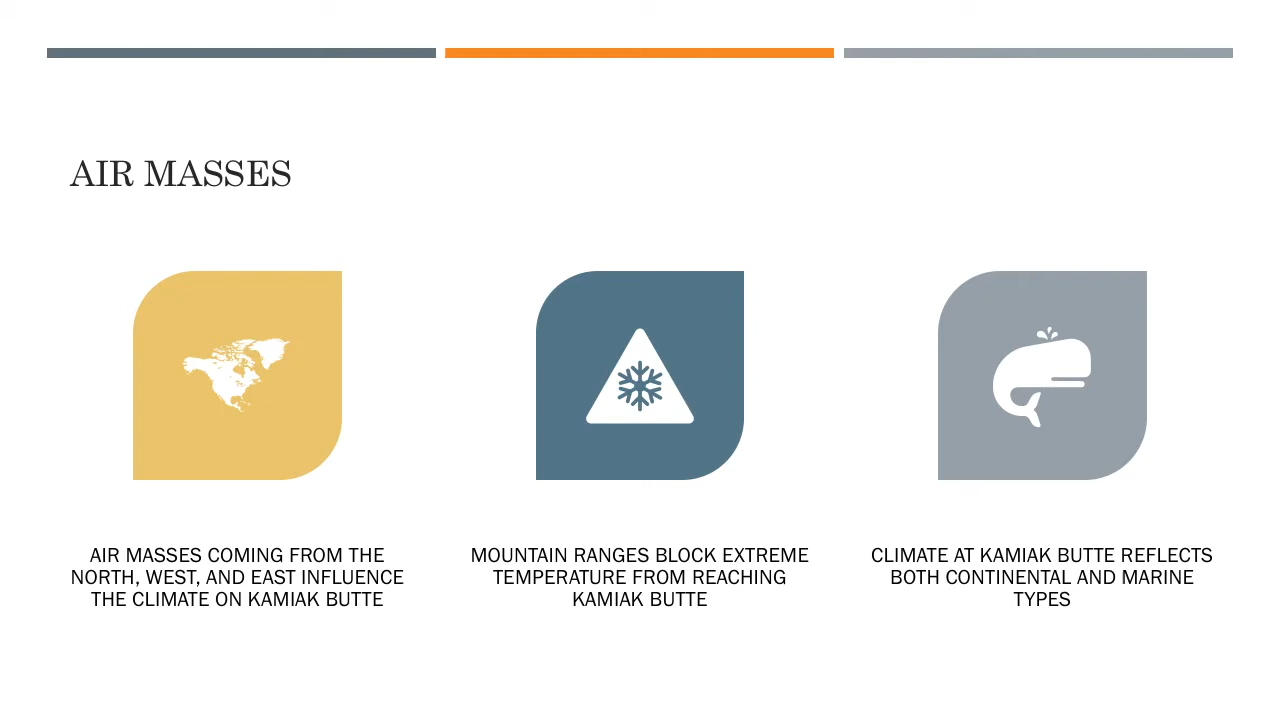 AIR MASSES
AIR MASSES COMING FROM THE
NORTH, WEST, AND EAST INFLUENCE
THE CLIMATE ON KAMIAK BUTTE
MOUNTAIN RANGES BLOCK EXTREME
TEMPERATURE FROM REACHING
KAMIAK BUTTE
CLIMATE AT KAMIAK BUTTE REFLECTS
BOTH CONTINENTAL AND MARINE
TYPES